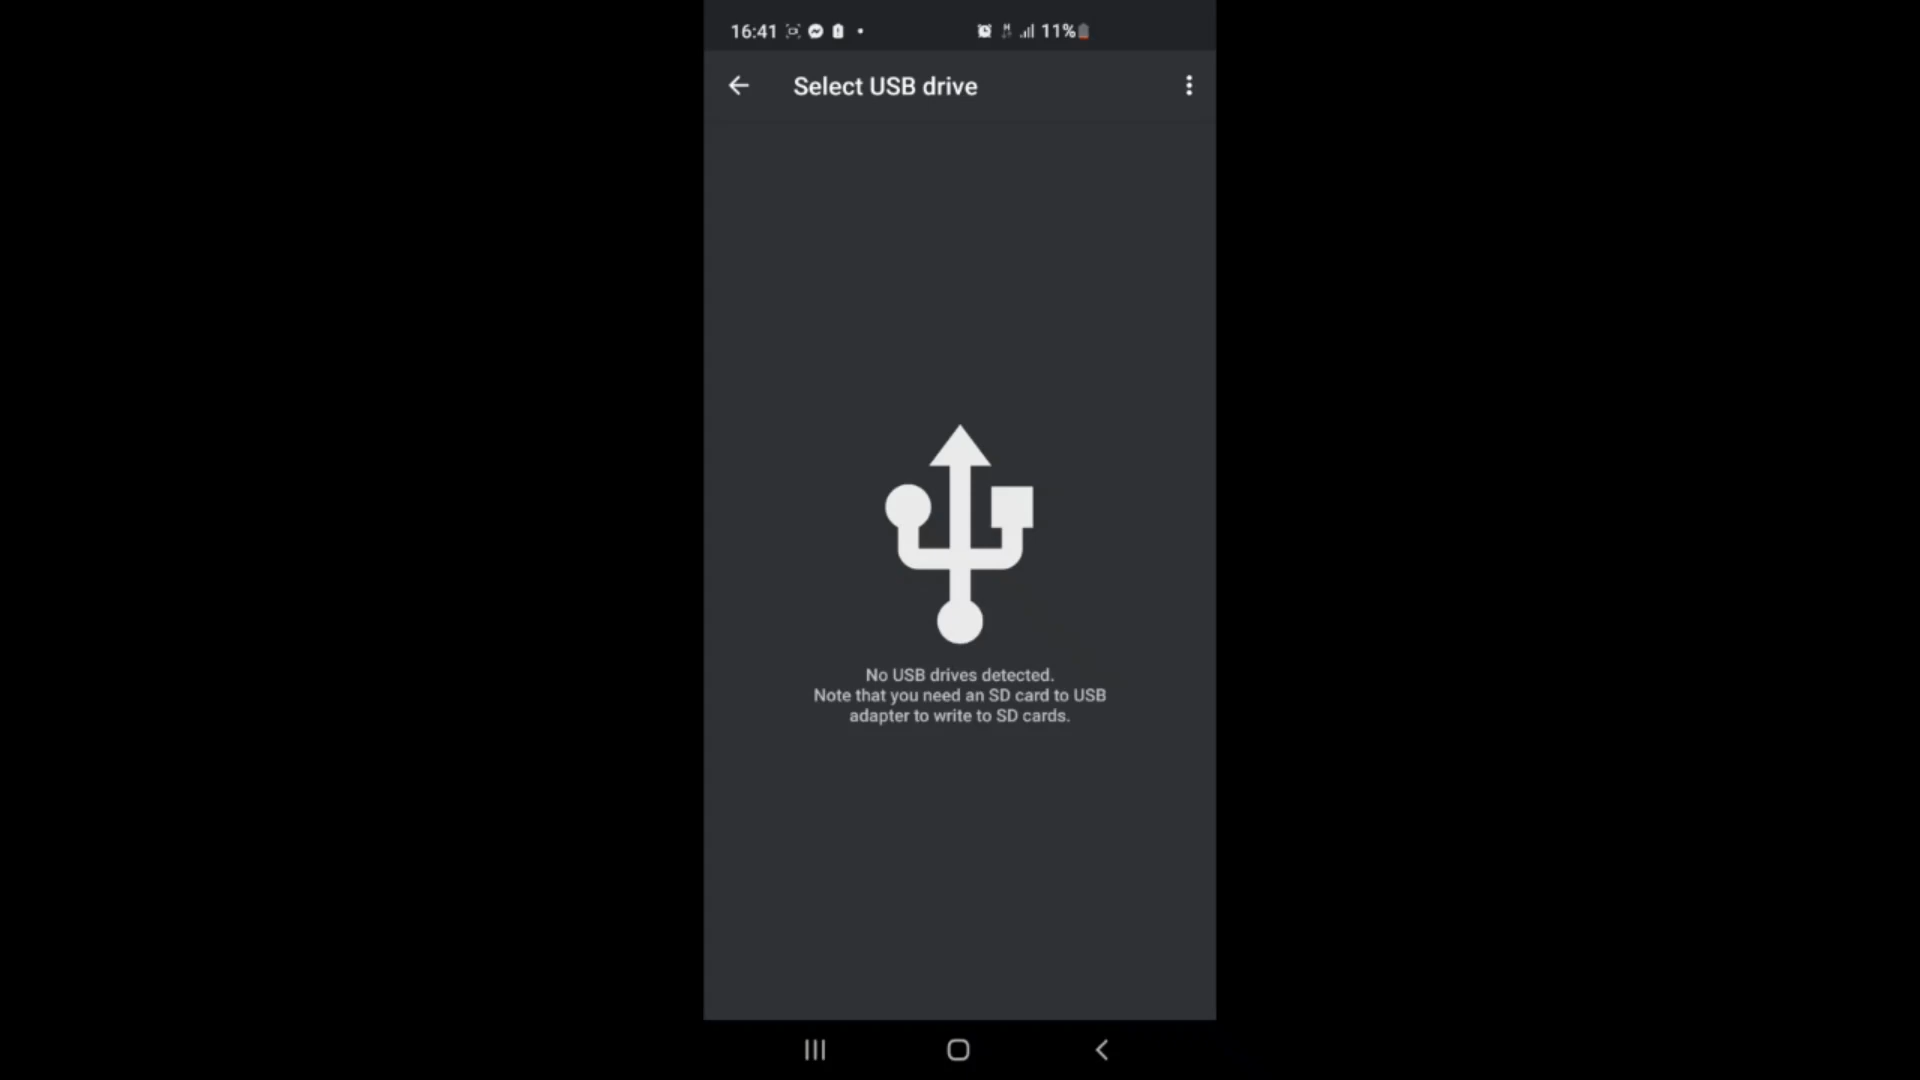 16:41 11%
Select USB drive
No USB drives detected.
Note that you need an SD card to USB
adapter to write to SD cards.